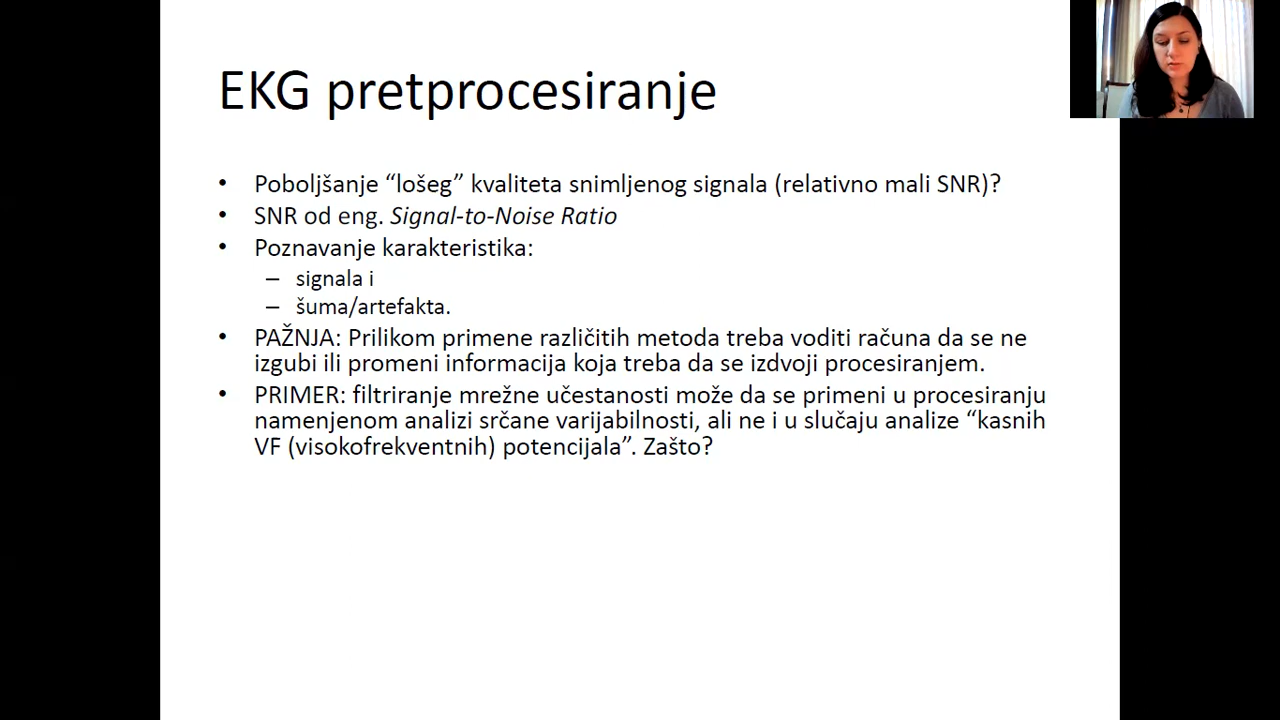 EKG pretprocesiranje
• Poboljšanje “lošeg” kvaliteta snimljenog signala (relativno mali SNR)?
• SNR od eng. Signal-to-Noise Ratio
• Poznavanje karakteristika:
– signala i
– šuma/artefakta.
• PAŽNJA: Prilikom primene različitih metoda treba voditi računa da se ne
izgubi ili promeni informacija koja treba da se izdvoji procesiranjem.
• PRIMER: filtriranje mrežne učestanosti može da se primeni u procesiranju
namenjenom analizi srčane varijabilnosti, ali ne i u slučaju analize “kasnih
VF (visokofrekventnih) potencijala”. Zašto?